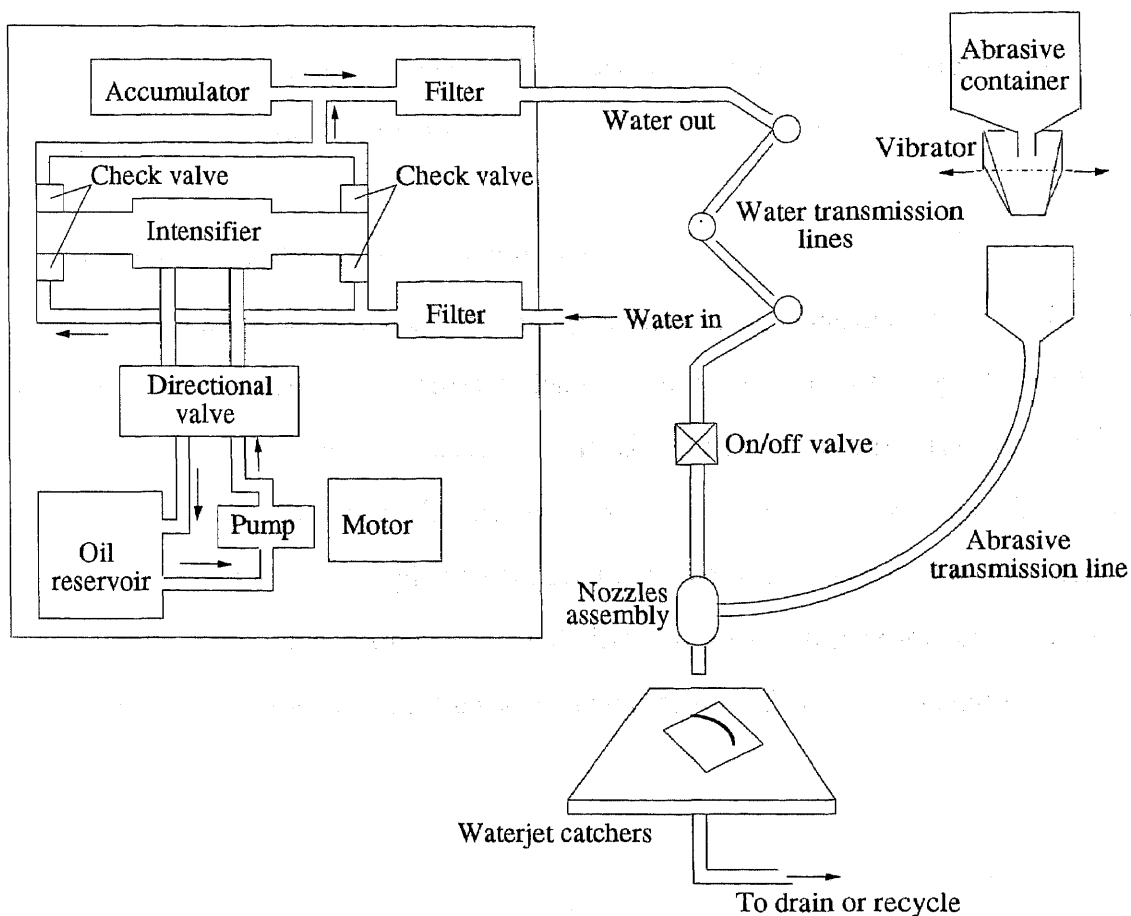 Accumulator
Filter
Water out
Abrasive
container
Vibrator
Check valve
Check valve
Intensifier
Water transmission
lines
Filter
Water in
Directional
valve
On/off valve
Oil
reservoir
Pump
Motor
Abrasive
transmission line
Nozzles
assembly
Waterjet catchers
To drain or recycle